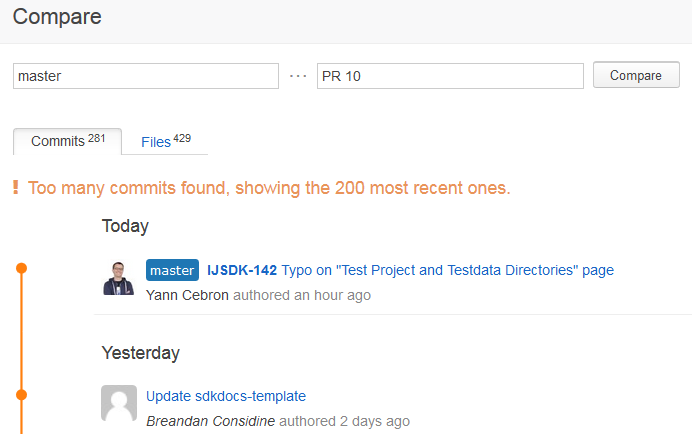 Compare
master ... PR 10 Compare
Commits 281 Files 429
! Too many commits found, showing the 200 most recent ones.
Today
master IJSDK-142 Typo on "Test Project and Testdata Directories" page
Yann Cebron authored an hour ago
Yesterday
Update sdkdocs-template
Breandan Considine authored 2 days ago